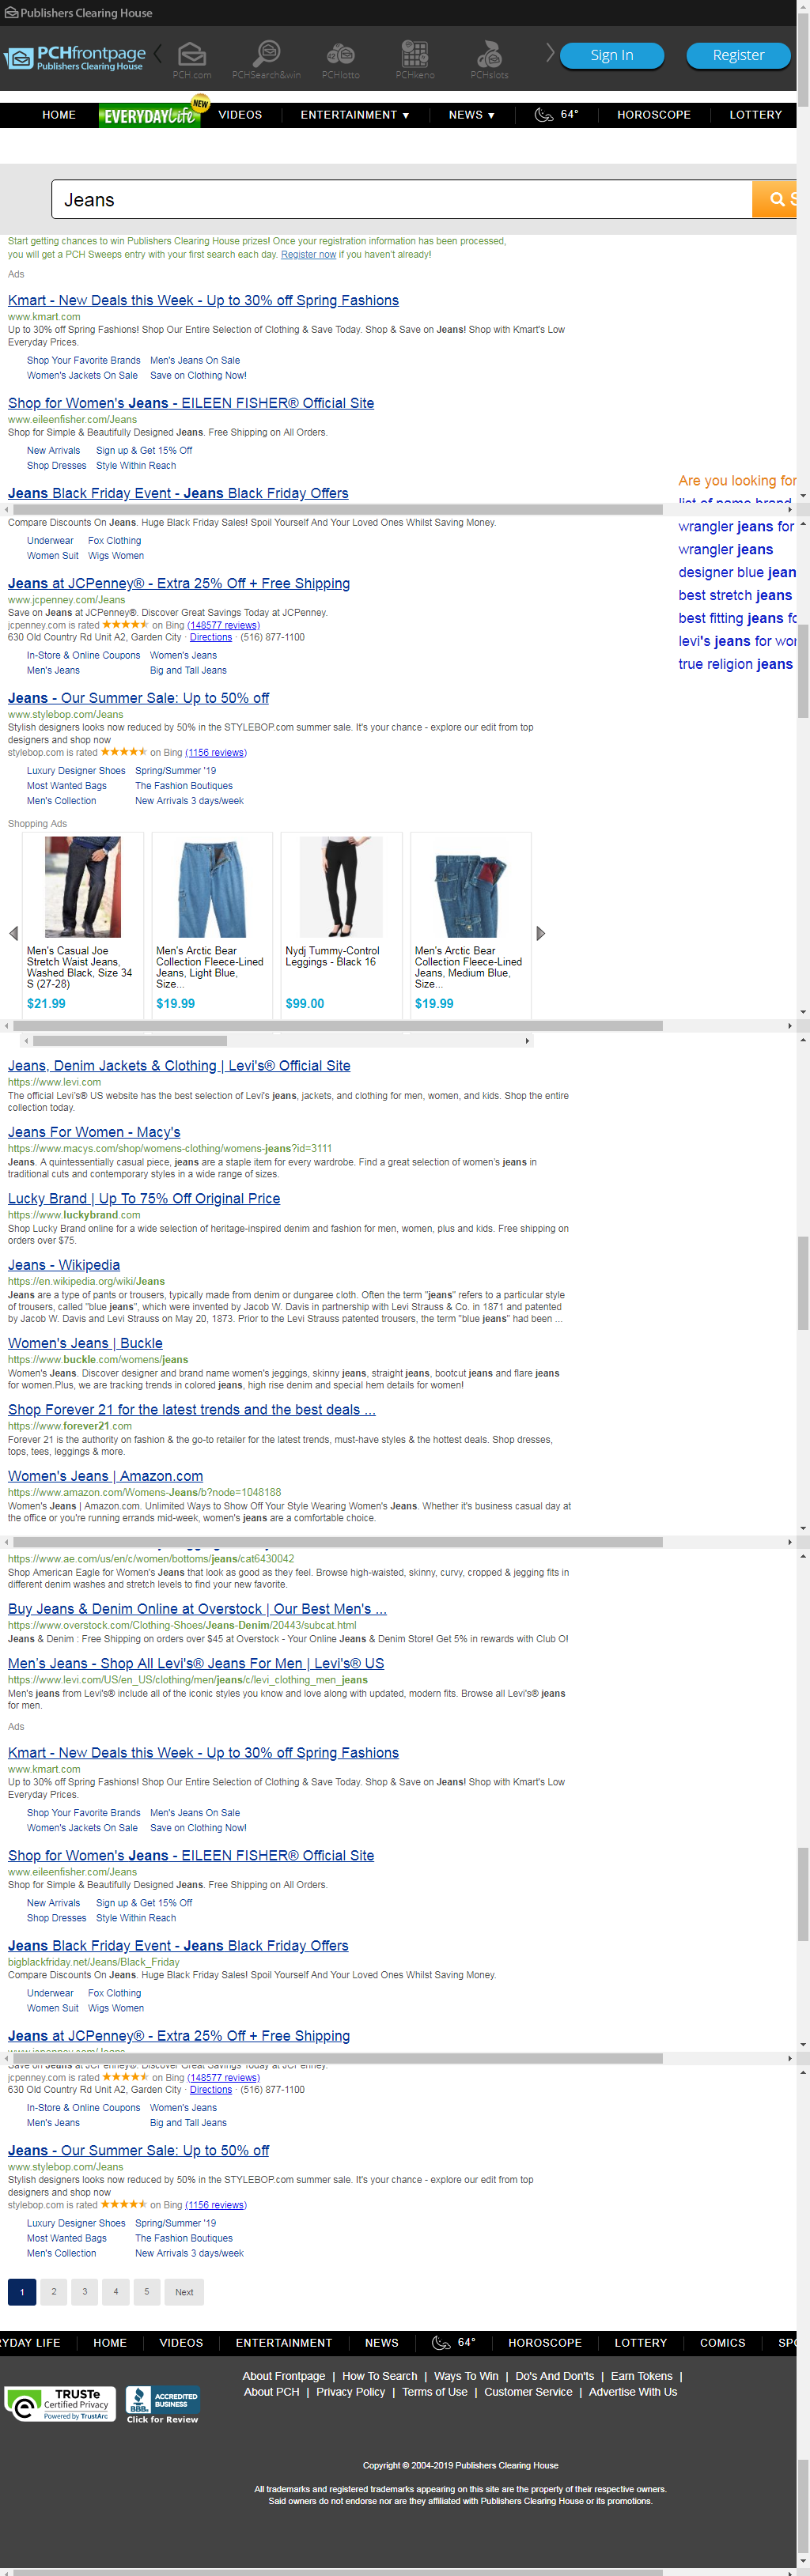 Publishers Clearing House
PCHfrontpage
Publishers Clearing House
PCH.com
PCHSearch&win
PCHlotto
PCHkeno
PCHslots
Sign In
Register
HOME
EVERYDAY Life
NEW
VIDEOS
ENTERTAINMENT ▼
NEWS ▼
64°
HOROSCOPE
LOTTERY
Jeans
Start getting chances to win Publishers Clearing House prizes! Once your registration information has been processed,
you will get a PCH Sweeps entry with your first search each day. Register now if you haven't already!
Ads
Kmart - New Deals this Week - Up to 30% off Spring Fashions
www.kmart.com
Up to 30% off Spring Fashions! Shop Our Entire Selection of Clothing & Save Today. Shop & Save on Jeans! Shop with Kmart's Low
Everyday Prices.
Shop Your Favorite Brands Men's Jeans On Sale
Women's Jackets On Sale Save on Clothing Now!
Shop for Women's Jeans - EILEEN FISHER® Official Site
www.eileenfisher.com/Jeans
Shop for Simple & Beautifully Designed Jeans. Free Shipping on All Orders.
New Arrivals Sign up & Get 15% Off
Shop Dresses Style Within Reach
Jeans Black Friday Event - Jeans Black Friday Offers
Are you looking for
list of name brand
Compare Discounts On Jeans. Huge Black Friday Sales! Spoil Yourself And Your Loved Ones Whilst Saving Money.
Underwear Fox Clothing
Women Suit Wigs Women
wrangler jeans for
wrangler jeans
designer blue jean
best stretch jeans
best fitting jeans fo
levi's jeans for wor
true religion jeans
Jeans at JCPenney® - Extra 25% Off + Free Shipping
www.jcpenney.com/Jeans
Save on Jeans at JCPenney®. Discover Great Savings Today at JCPenney.
jcpenney.com is rated ★★★★★ on Bing (148577 reviews)
630 Old Country Rd Unit A2, Garden City · Directions · (516) 877-1100
In-Store & Online Coupons Women's Jeans
Men's Jeans Big and Tall Jeans
Jeans - Our Summer Sale: Up to 50% off
www.stylebop.com/Jeans
Stylish designers looks now reduced by 50% in the STYLEBOP.com summer sale. It's your chance - explore our edit from top
designers and shop now
stylebop.com is rated ★★★★★ on Bing (1156 reviews)
Luxury Designer Shoes Spring/Summer '19
Most Wanted Bags The Fashion Boutiques
Men's Collection New Arrivals 3 days/week
Shopping Ads
Men's Casual Joe
Stretch Waist Jeans,
Washed Black, Size 34
S (27-28)
$21.99
Men's Arctic Bear
Collection Fleece-Lined
Jeans, Light Blue,
Size...
$19.99
Nydj Tummy-Control
Leggings - Black 16
$99.00
Men's Arctic Bear
Collection Fleece-Lined
Jeans, Medium Blue,
Size...
$19.99
Jeans, Denim Jackets & Clothing | Levi's® Official Site
https://www.levi.com
The official Levi's® US website has the best selection of Levi's jeans, jackets, and clothing for men, women, and kids. Shop the entire
collection today.
Jeans For Women - Macy's
https://www.macys.com/shop/womens-clothing/womens-jeans?id=3111
Jeans. A quintessentially casual piece, jeans are a staple item for every wardrobe. Find a great selection of women's jeans in
traditional cuts and contemporary styles in a wide range of sizes.
Lucky Brand | Up To 75% Off Original Price
https://www.luckybrand.com
Shop Lucky Brand online for a wide selection of heritage-inspired denim and fashion for men, women, plus and kids. Free shipping on
orders over $75.
Jeans - Wikipedia
https://en.wikipedia.org/wiki/Jeans
Jeans are a type of pants or trousers, typically made from denim or dungaree cloth. Often the term "jeans" refers to a particular style
of trousers, called "blue jeans", which were invented by Jacob W. Davis in partnership with Levi Strauss & Co. in 1871 and patented
by Jacob W. Davis and Levi Strauss on May 20, 1873. Prior to the Levi Strauss patented trousers, the term "blue jeans" had been ...
Women's Jeans | Buckle
https://www.buckle.com/womens/jeans
Women's Jeans. Discover designer and brand name women's jeggings, skinny jeans, straight jeans, bootcut jeans and flare jeans
for women.Plus, we are tracking trends in colored jeans, high rise denim and special hem details for women!
Shop Forever 21 for the latest trends and the best deals ...
https://www.forever21.com
Forever 21 is the authority on fashion & the go-to retailer for the latest trends, must-have styles & the hottest deals. Shop dresses,
tops, tees, leggings & more.
Women's Jeans | Amazon.com
https://www.amazon.com/Womens-Jeans/b?node=1048188
Women's Jeans | Amazon.com. Unlimited Ways to Show Off Your Style Wearing Women's Jeans. Whether it's business casual day at
the office or you're running errands mid-week, women's jeans are a comfortable choice.
https://www.ae.com/us/en/c/women/bottoms/jeans/cat6430042
Shop American Eagle for Women's Jeans that look as good as they feel. Browse high-waisted, skinny, curvy, cropped & jegging fits in
different denim washes and stretch levels to find your new favorite.
Buy Jeans & Denim Online at Overstock | Our Best Men's ...
https://www.overstock.com/Clothing-Shoes/Jeans-Denim/20443/subcat.html
Jeans & Denim : Free Shipping on orders over $45 at Overstock - Your Online Jeans & Denim Store! Get 5% in rewards with Club O!
Men's Jeans - Shop All Levi's® Jeans For Men | Levi's® US
https://www.levi.com/US/en_US/clothing/men/jeans/c/levi_clothing_men_jeans
Men's jeans from Levi's® include all of the iconic styles you know and love along with updated, modern fits. Browse all Levi's® jeans
for men.
Ads
Kmart - New Deals this Week - Up to 30% off Spring Fashions
www.kmart.com
Up to 30% off Spring Fashions! Shop Our Entire Selection of Clothing & Save Today. Shop & Save on Jeans! Shop with Kmart's Low
Everyday Prices.
Shop Your Favorite Brands Men's Jeans On Sale
Women's Jackets On Sale Save on Clothing Now!
Shop for Women's Jeans - EILEEN FISHER® Official Site
www.eileenfisher.com/Jeans
Shop for Simple & Beautifully Designed Jeans. Free Shipping on All Orders.
New Arrivals Sign up & Get 15% Off
Shop Dresses Style Within Reach
Jeans Black Friday Event - Jeans Black Friday Offers
bigblackfriday.net/Jeans/Black_Friday
Compare Discounts On Jeans. Huge Black Friday Sales! Spoil Yourself And Your Loved Ones Whilst Saving Money.
Underwear Fox Clothing
Women Suit Wigs Women
Jeans at JCPenney® - Extra 25% Off + Free Shipping
www.jcpenney.com/Jeans
Save on Jeans at JCPenney®. Discover Great Savings Today at JCPenney.
jcpenney.com is rated ★★★★★ on Bing (148577 reviews)
630 Old Country Rd Unit A2, Garden City · Directions · (516) 877-1100
In-Store & Online Coupons Women's Jeans
Men's Jeans Big and Tall Jeans
Jeans - Our Summer Sale: Up to 50% off
www.stylebop.com/Jeans
Stylish designers looks now reduced by 50% in the STYLEBOP.com summer sale. It's your chance - explore our edit from top
designers and shop now
stylebop.com is rated ★★★★★ on Bing (1156 reviews)
Luxury Designer Shoes Spring/Summer '19
Most Wanted Bags The Fashion Boutiques
Men's Collection New Arrivals 3 days/week
1 2 3 4 5 Next
RYDAY LIFE HOME VIDEOS ENTERTAINMENT NEWS 64° HOROSCOPE LOTTERY COMICS SPO
About Frontpage | How To Search | Ways To Win | Do's And Don'ts | Earn Tokens |
About PCH | Privacy Policy | Terms of Use | Customer Service | Advertise With Us
TRUSTe
Certified Privacy
Powered by TrustArc
BBB.
ACCREDITED
BUSINESS
Click for Review
Copyright © 2004-2019 Publishers Clearing House
All trademarks and registered trademarks appearing on this site are the property of their respective owners.
Said owners do not endorse nor are they affiliated with Publishers Clearing House or its promotions.